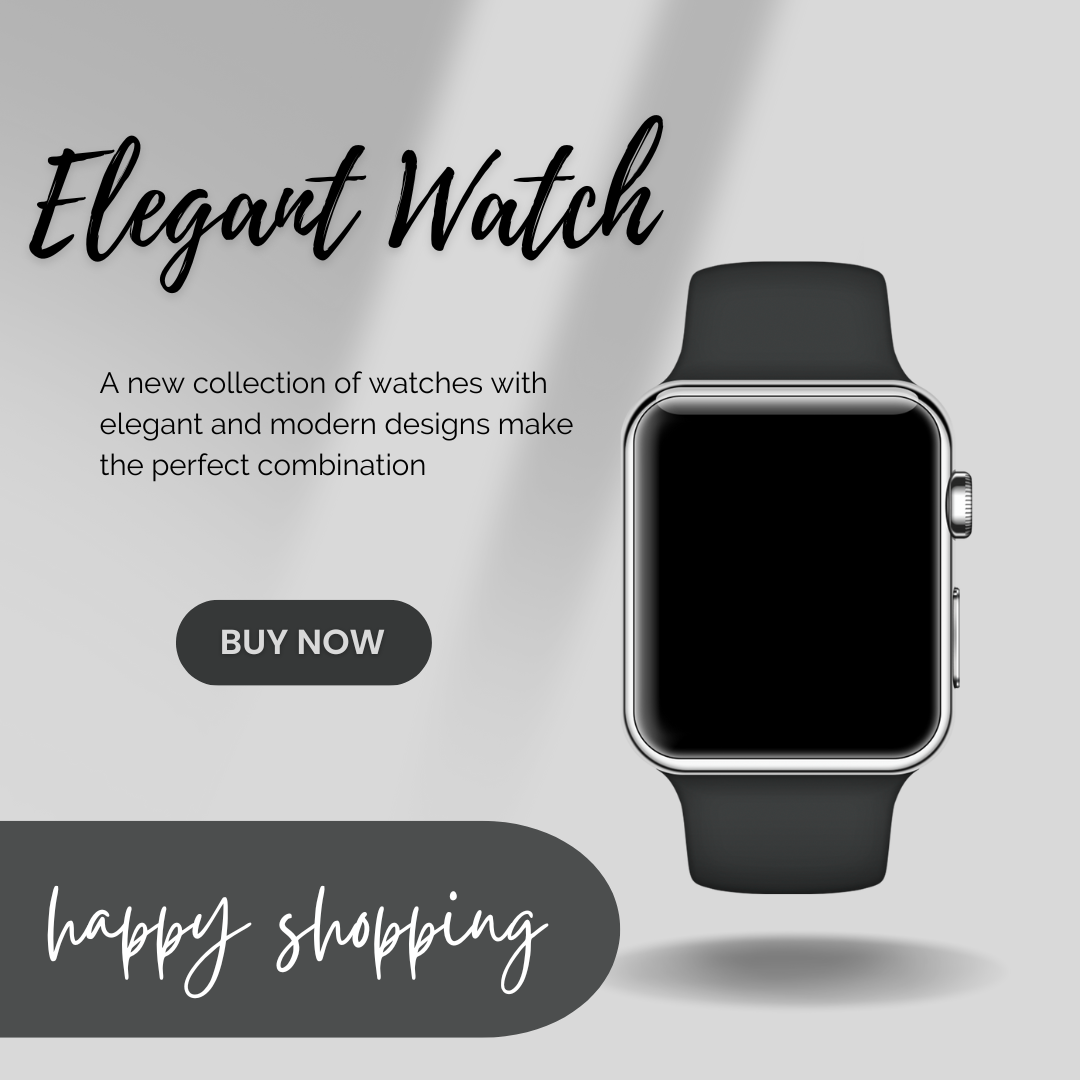 Elegant Watch
A new collection of watches with
elegant and modern designs make
the perfect combination
BUY NOW
happy shopping